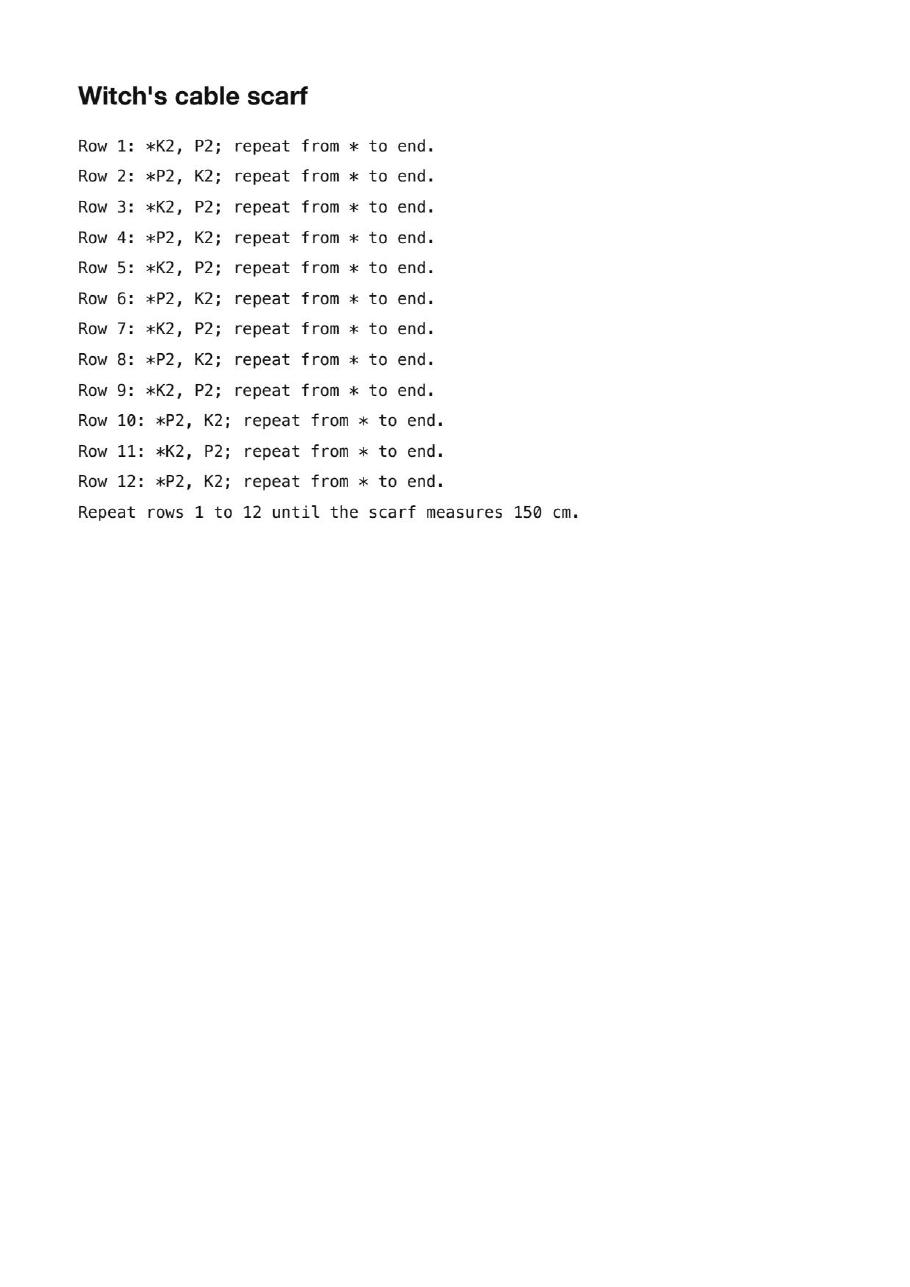 Witch's cable scarf
Row 1: *K2, P2; repeat from * to end.
Row 2: *P2, K2; repeat from * to end.
Row 3: *K2, P2; repeat from * to end.
Row 4: *P2, K2; repeat from * to end.
Row 5: *K2, P2; repeat from * to end.
Row 6: *P2, K2; repeat from * to end.
Row 7: *K2, P2; repeat from * to end.
Row 8: *P2, K2; repeat from * to end.
Row 9: *K2, P2; repeat from * to end.
Row 10: *P2, K2; repeat from * to end.
Row 11: *K2, P2; repeat from * to end.
Row 12: *P2, K2; repeat from * to end.
Repeat rows 1 to 12 until the scarf measures 150 cm.